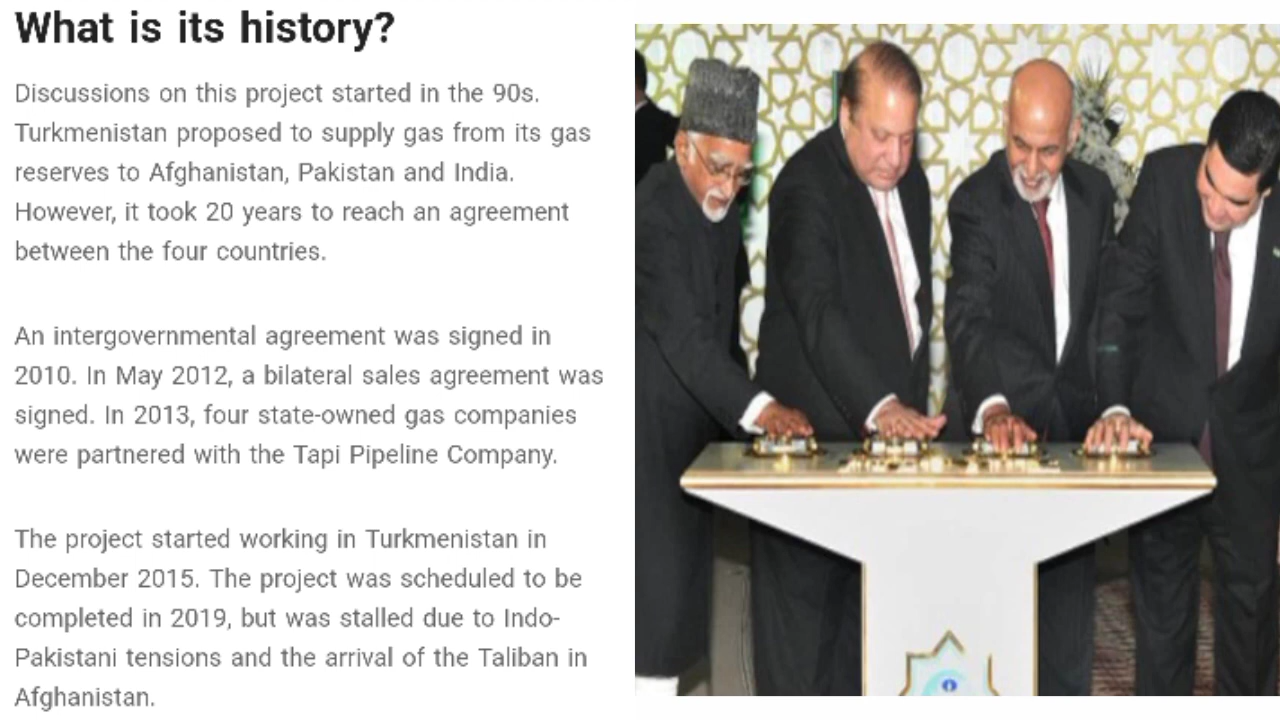 What is its history?
Discussions on this project started in the 90s.
Turkmenistan proposed to supply gas from its gas
reserves to Afghanistan, Pakistan and India.
However, it took 20 years to reach an agreement
between the four countries.
An intergovernmental agreement was signed in
2010. In May 2012, a bilateral sales agreement was
signed. In 2013, four state-owned gas companies
were partnered with the Tapi Pipeline Company.
The project started working in Turkmenistan in
December 2015. The project was scheduled to be
completed in 2019, but was stalled due to Indo-
Pakistani tensions and the arrival of the Taliban in
Afghanistan.